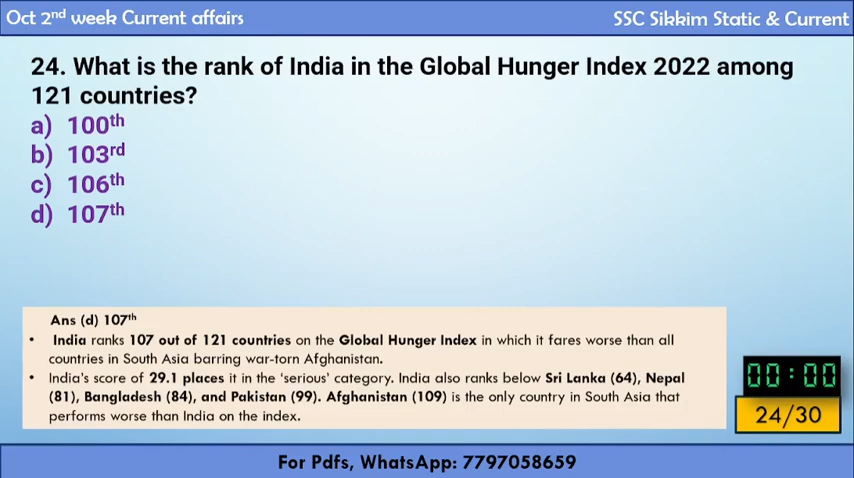 Oct 2nd week Current affairs
SSC Sikkim Static & Current
24. What is the rank of India in the Global Hunger Index 2022 among
121 countries?
a) 100th
b) 103rd
c) 106th
d) 107th
Ans (d) 107th
• India ranks 107 out of 121 countries on the Global Hunger Index in which it fares worse than all
countries in South Asia barring war-torn Afghanistan.
• India's score of 29.1 places it in the 'serious' category. India also ranks below Sri Lanka (64), Nepal
(81), Bangladesh (84), and Pakistan (99). Afghanistan (109) is the only country in South Asia that
performs worse than India on the index.
00:00
24/30
For Pdfs, WhatsApp: 7797058659